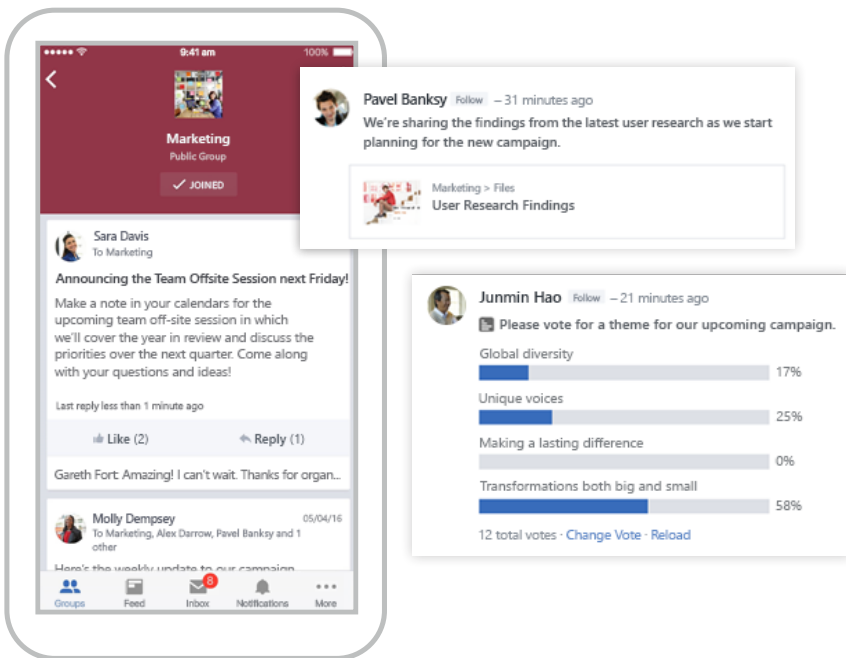 9:41 am
100%
Marketing
Public Group
JOINED
Sara Davis
To Marketing
Announcing the Team Offsite Session next Friday!
Make a note in your calendars for the
upcoming team off-site session in which
we'll cover the year in review and discuss the
priorities over the next quarter. Come along
with your questions and ideas!
Last reply less than 1 minute ago
Like (2)
Reply (1)
Gareth Fort: Amazing! I can't wait. Thanks for organ...
Molly Dempsey
05/04/16
To Marketing, Alex Darrow, Pavel Banksy and 1
other
Here's the weekly update to our campaign
8
Groups
Feed
Inbox
Notifications
More
Pavel Banksy Follow – 31 minutes ago
We're sharing the findings from the latest user research as we start
planning for the new campaign.
Marketing > Files
User Research Findings
Junmin Hao Follow – 21 minutes ago
Please vote for a theme for our upcoming campaign.
Global diversity
17%
Unique voices
25%
Making a lasting difference
0%
Transformations both big and small
58%
12 total votes · Change Vote · Reload